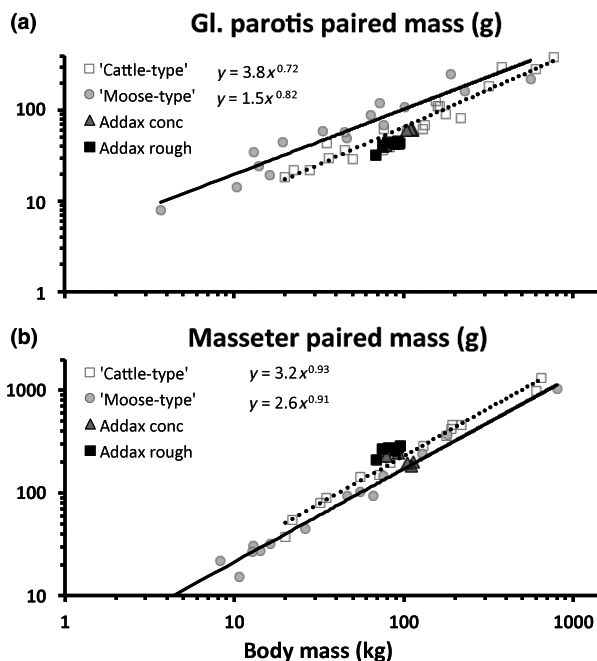 (a) Gl. parotis paired mass (g)
'Cattle-type' y = 3.8x^0.72
'Moose-type' y = 1.5x^0.82
Addax conc
Addax rough
100
10
1
(b) Masseter paired mass (g)
'Cattle-type' y = 3.2x^0.93
'Moose-type' y = 2.6x^0.91
Addax conc
Addax rough
1000
100
10
1 10 100 1000
Body mass (kg)